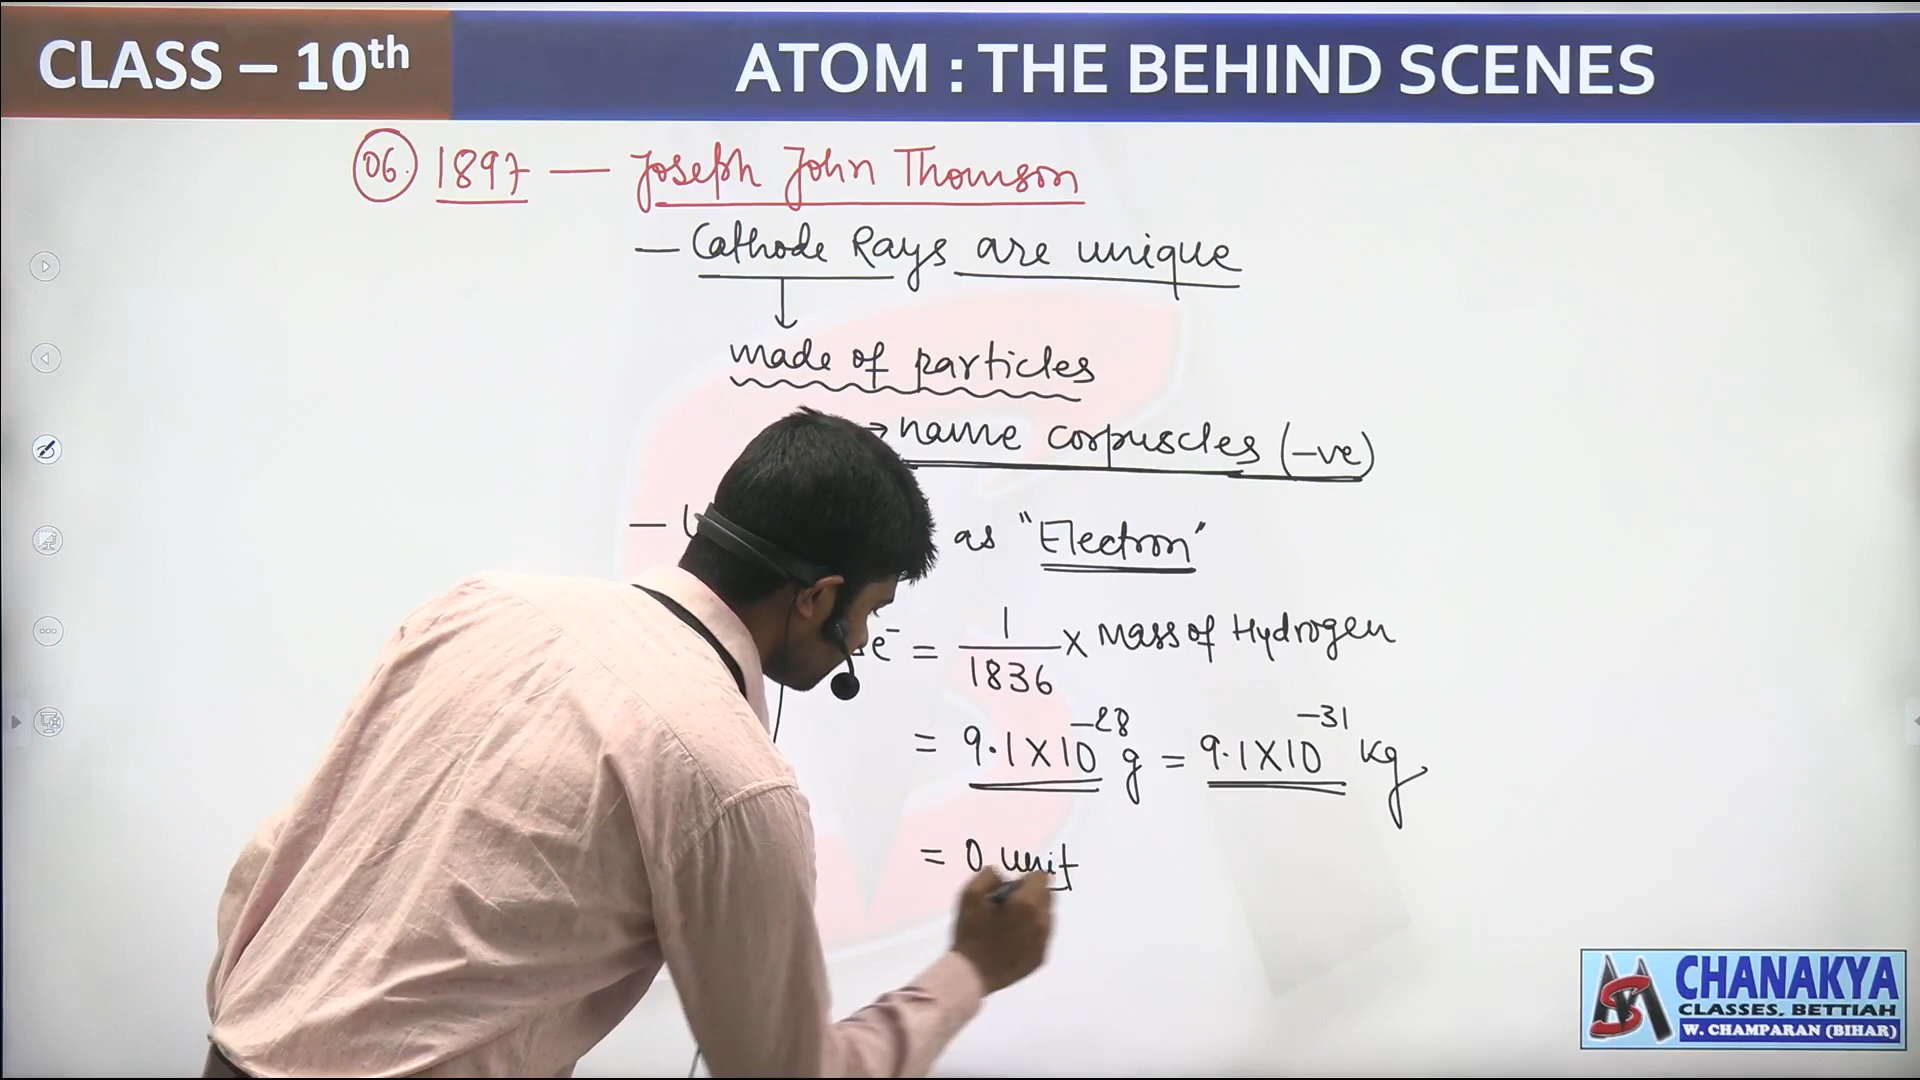 CLASS – 10th
ATOM : THE BEHIND SCENES
06. 1897 — Joseph John Thomson
— Cathode Rays are unique
↓
made of particles
→ name corpuscles (-ve)
— as "Electron"
e⁻ = 1/1836 × Mass of Hydrogen
= 9.1×10⁻²⁸ g = 9.1×10⁻³¹ kg
= 0 unit
CHANAKYA
CLASSES, BETTIAH
W. CHAMPARAN (BIHAR)